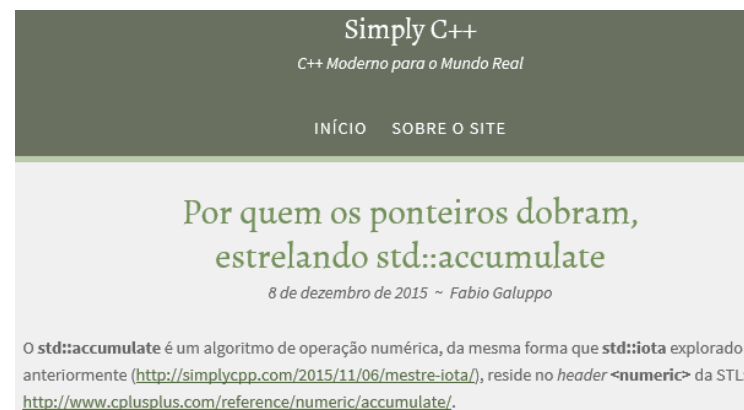 Simply C++
C++ Moderno para o Mundo Real
INÍCIO SOBRE O SITE
Por quem os ponteiros dobram,
estrelando std::accumulate
8 de dezembro de 2015 ~ Fabio Galuppo
O std::accumulate é um algoritmo de operação numérica, da mesma forma que std::iota explorado
anteriormente (http://simplycpp.com/2015/11/06/mestre-iota/), reside no header <numeric> da STL:
http://www.cplusplus.com/reference/numeric/accumulate/.